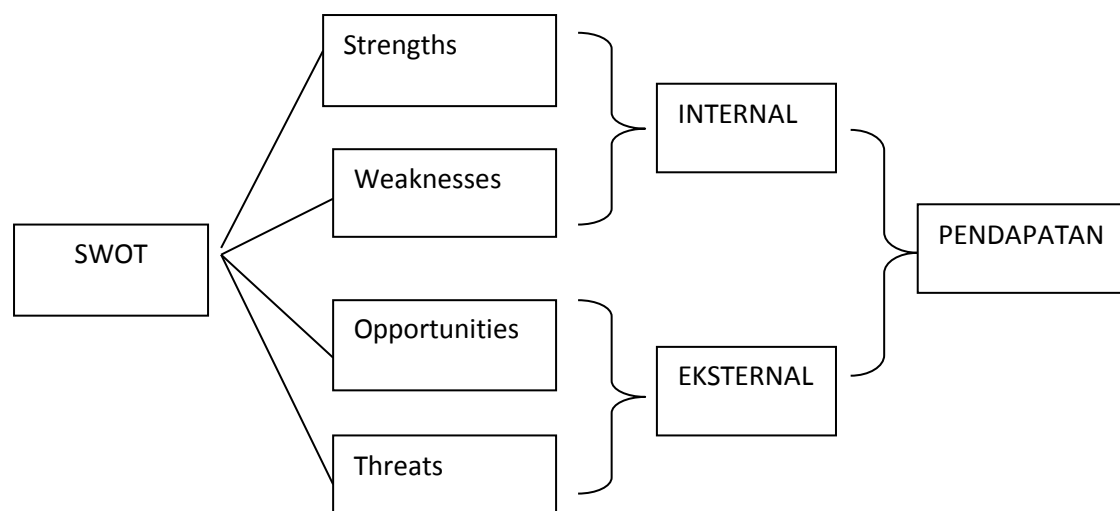 Strengths
INTERNAL
Weaknesses
PENDAPATAN
SWOT
Opportunities
EKSTERNAL
Threats